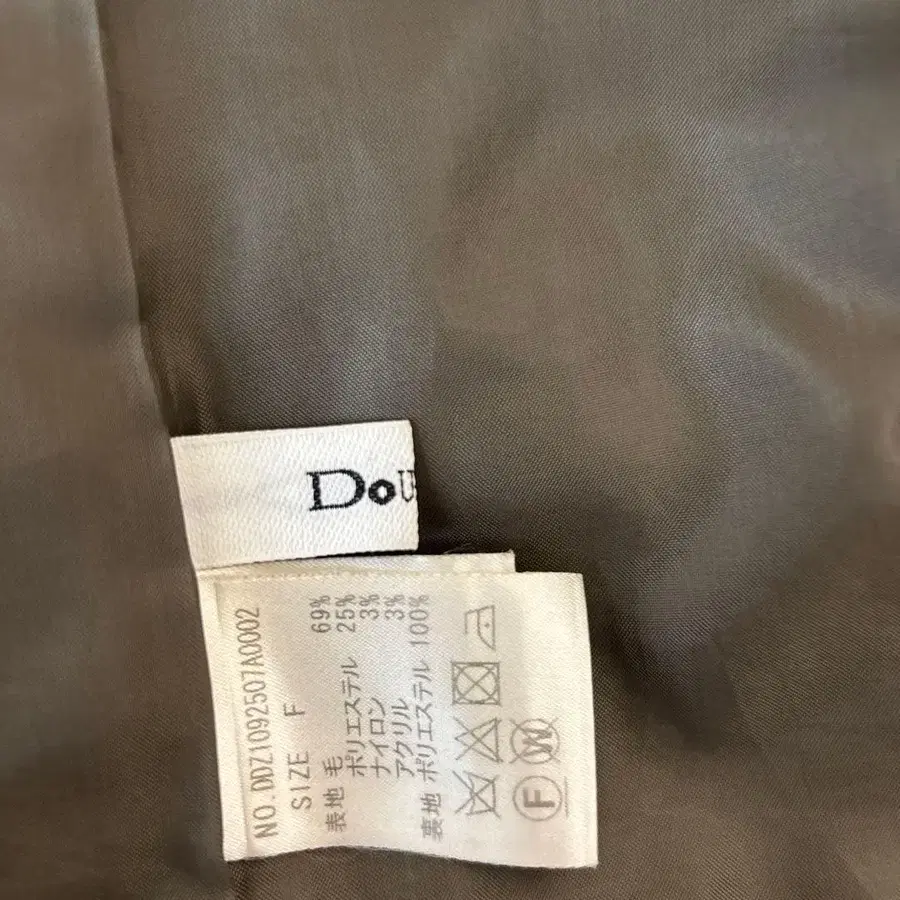 Dou
NO.DDZ1092507A0002
SIZE F
表地 毛 69%
ポリエステル 25%
ナイロン 3%
アクリル 3%
裏地 ポリエステル 100%
F W